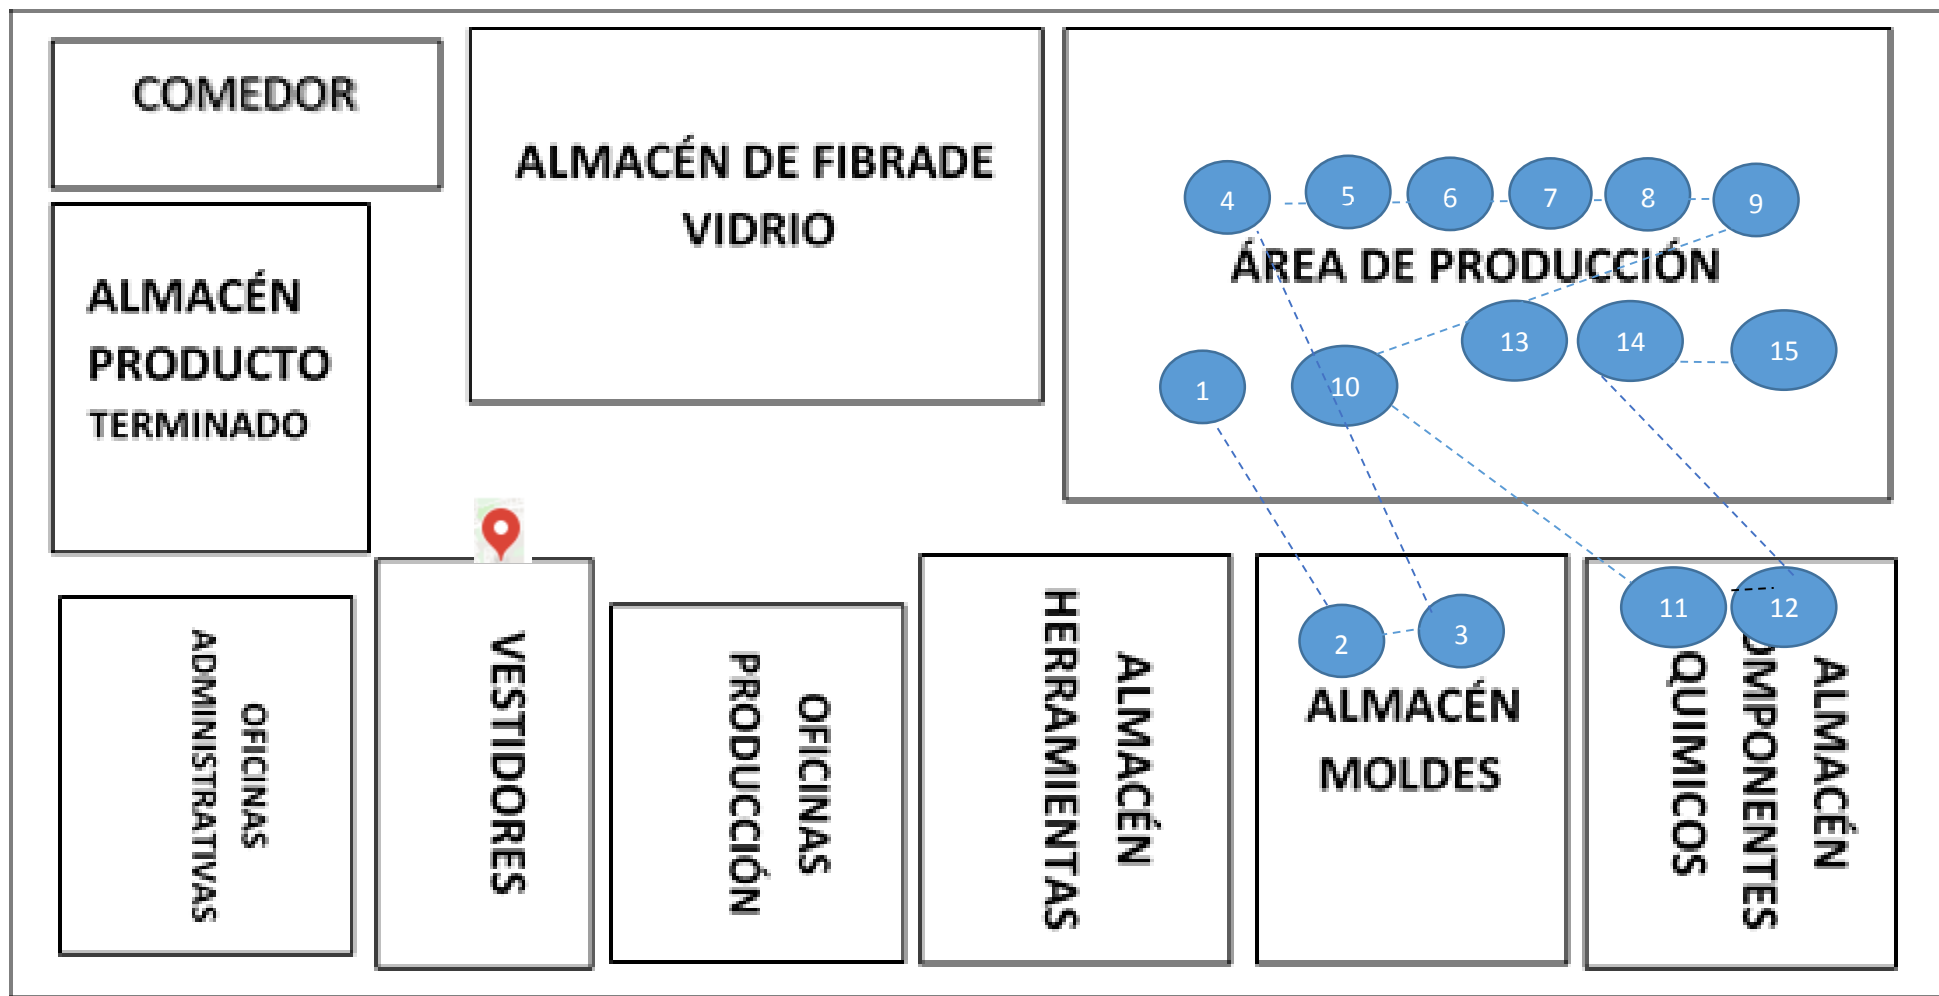 COMEDOR
ALMACÉN DE FIBRADE
VIDRIO
ALMACÉN
PRODUCTO
TERMINADO
4
5
6
7
8
9
ÁREA DE PRODUCCIÓN
1
10
13
14
15
OFICINAS
ADMINISTRATIVAS
VESTIDORES
OFICINAS
PRODUCCIÓN
ALMACÉN
HERRAMIENTAS
2
3
ALMACÉN
MOLDES
11
12
ALMACÉN
OMPONENTES
QUIMICOS